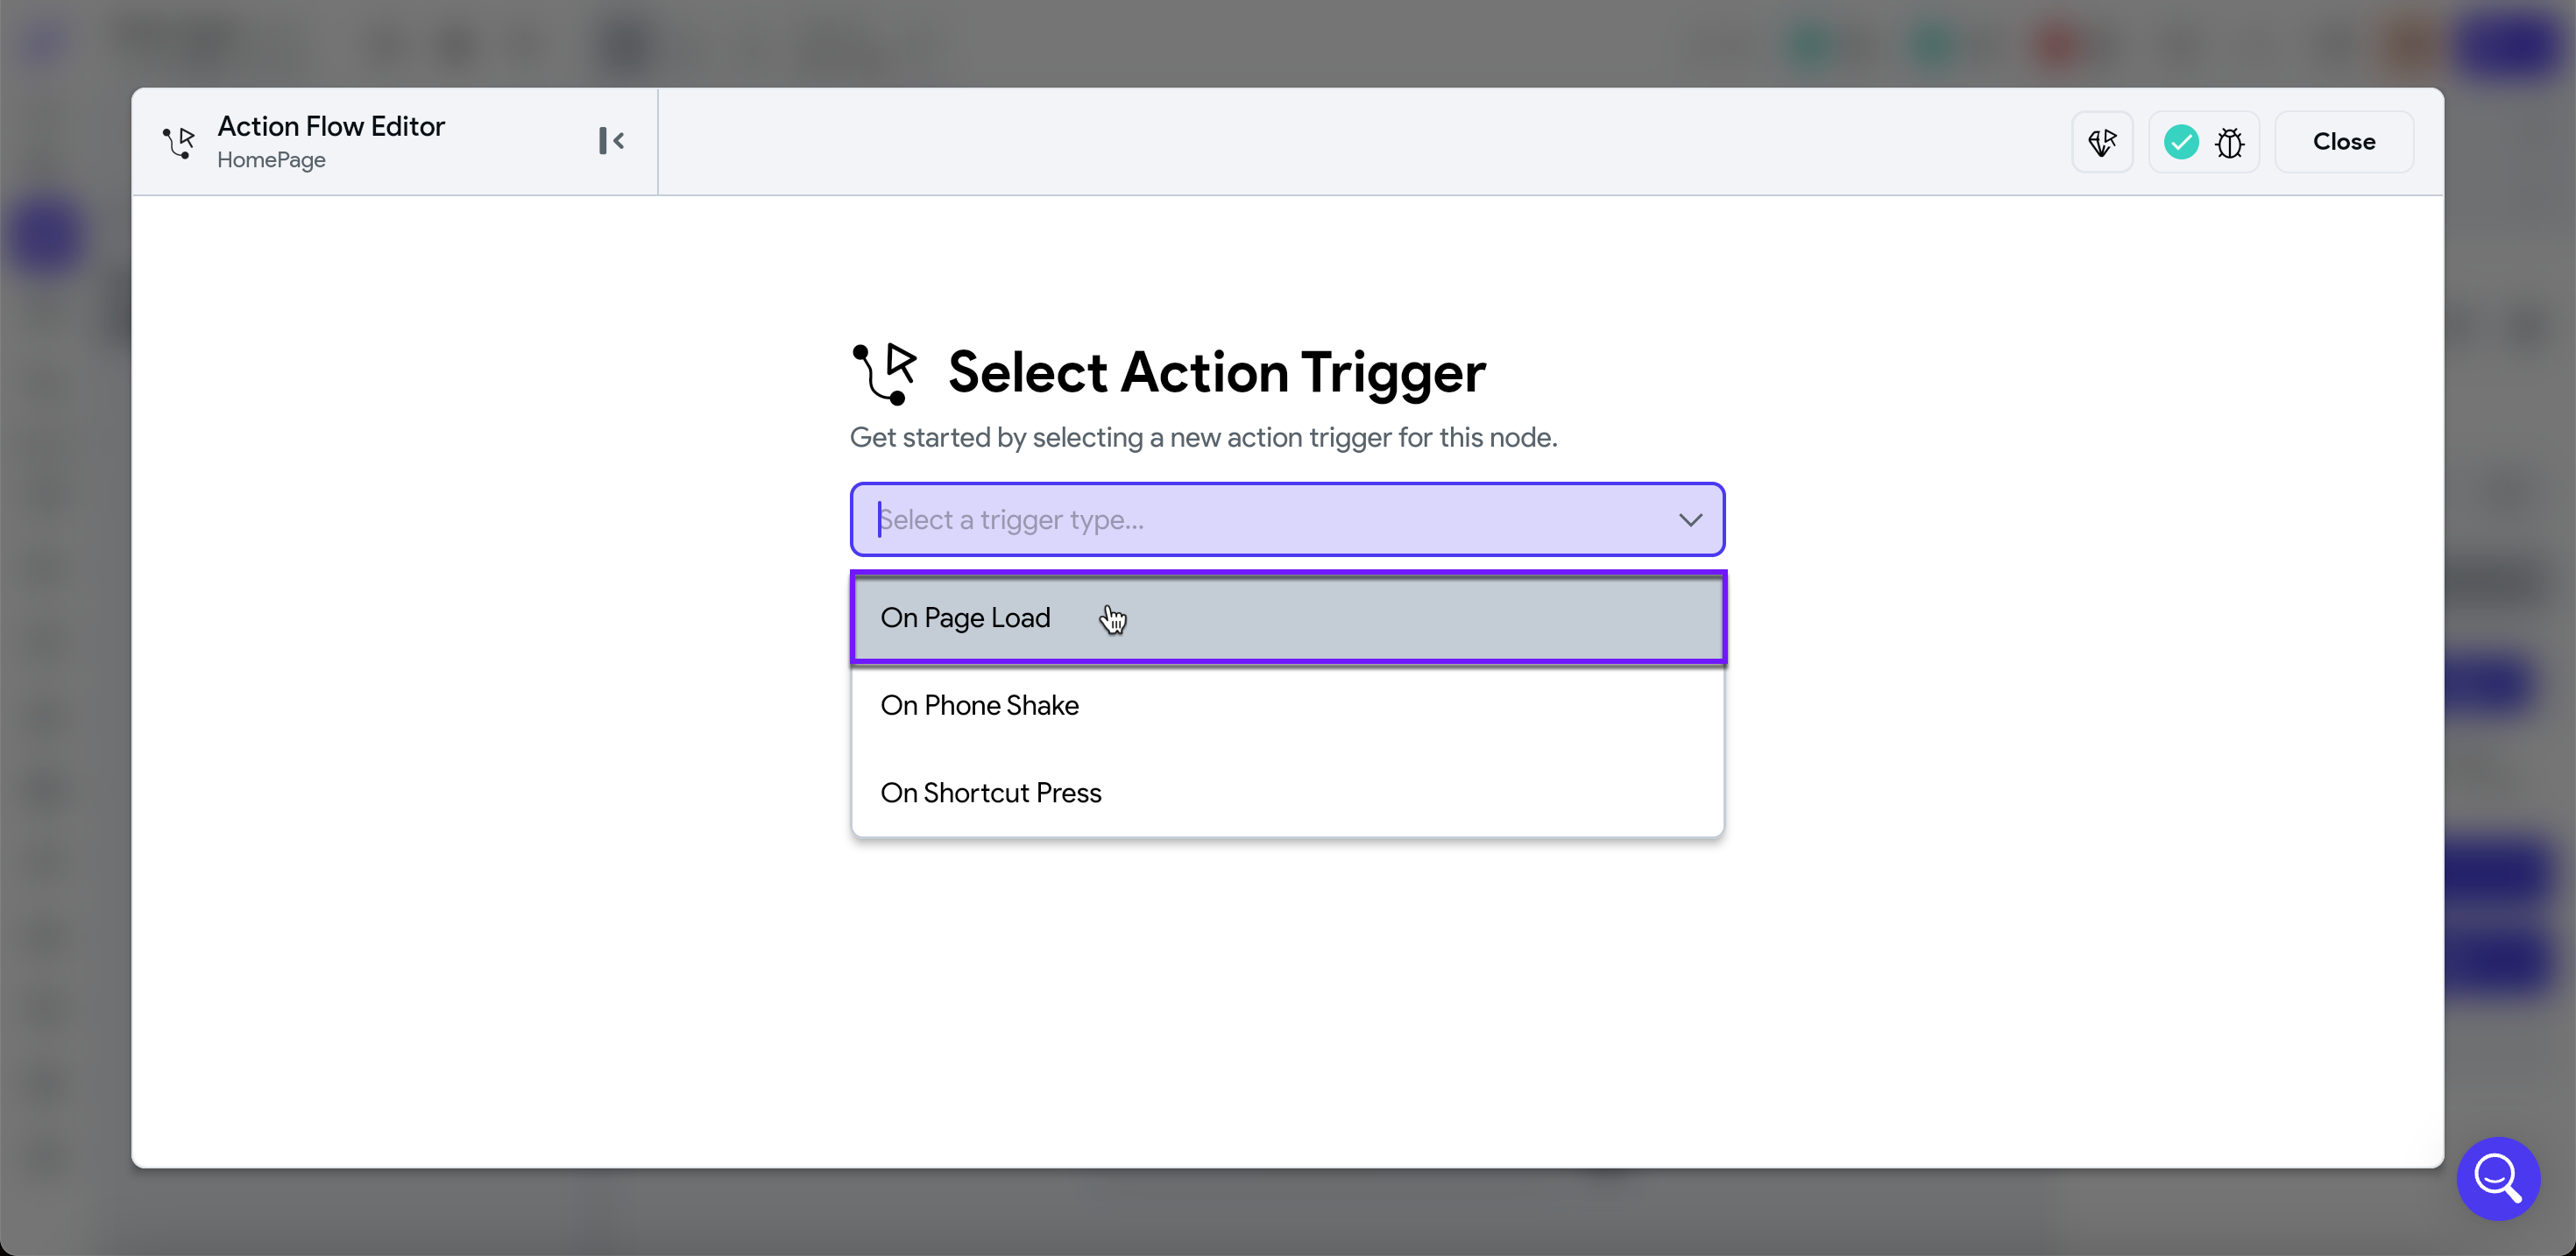 Action Flow Editor
HomePage
Close
Select Action Trigger
Get started by selecting a new action trigger for this node.
Select a trigger type...
On Page Load
On Phone Shake
On Shortcut Press